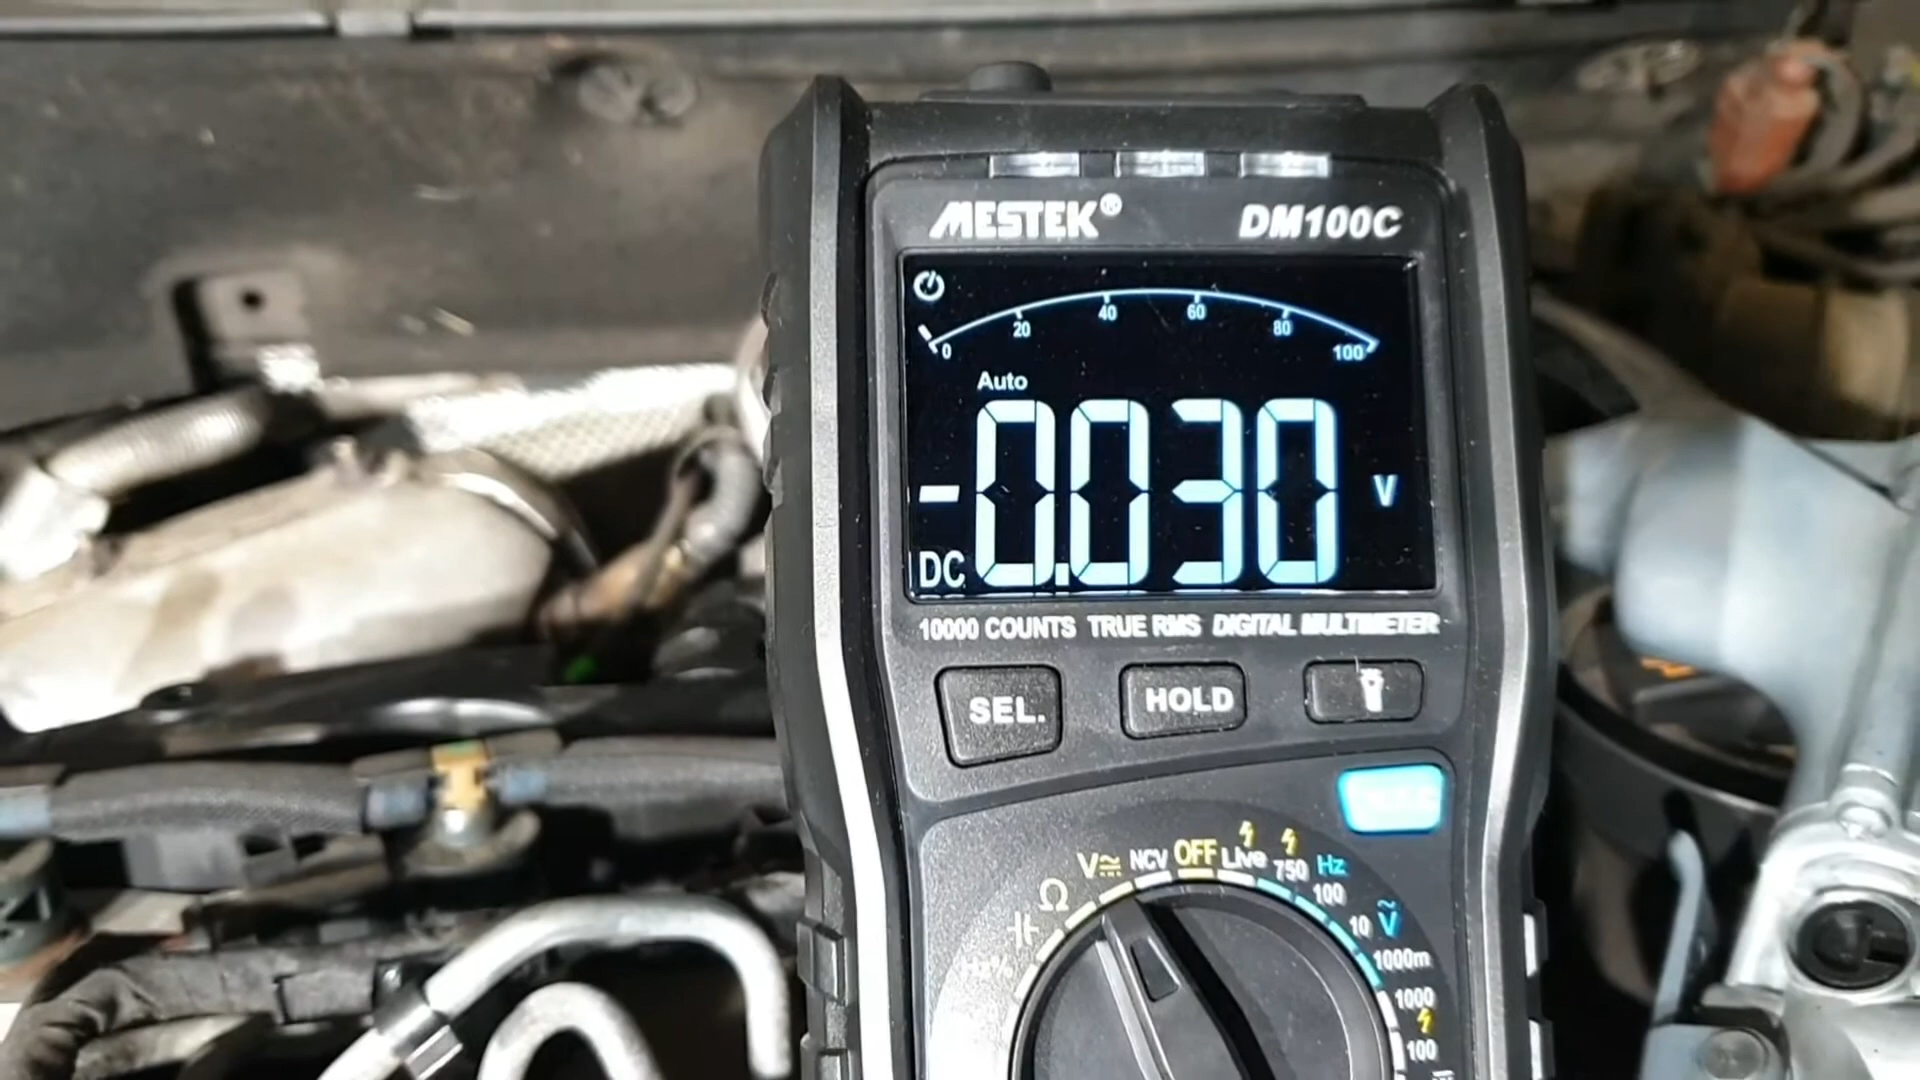 MESTEK® DM100C
0 20 40 60 80 100
Auto
-0.030 V
DC
10000 COUNTS TRUE RMS DIGITAL MULTIMETER
SEL. HOLD
Hz%
Ω
V
NCV
OFF
Live
750 Hz
100
10 V
1000m
1000
100